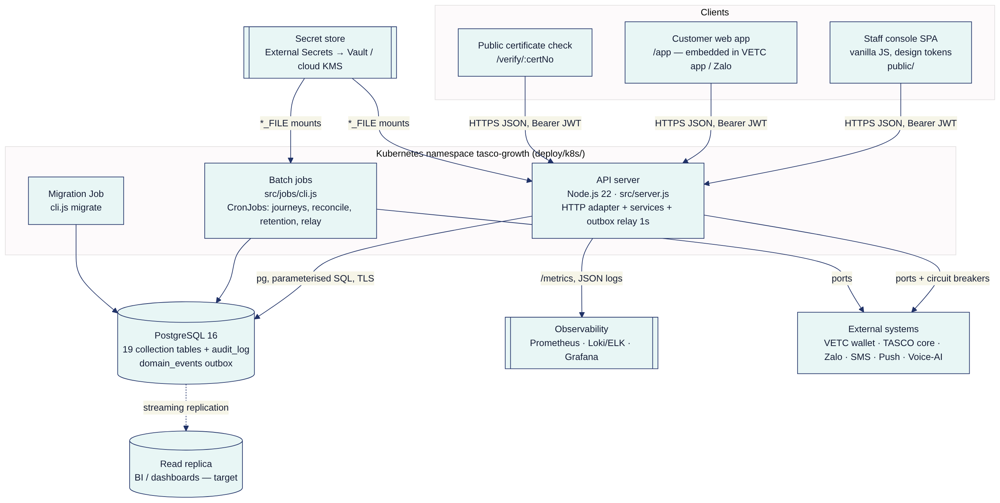 Clients
Secret store
External Secrets → Vault /
cloud KMS
Public certificate check
/verify/:certNo
Customer web app
/app — embedded in VETC
app / Zalo
Staff console SPA
vanilla JS, design tokens
public/
*_FILE mounts
*_FILE mounts
HTTPS JSON, Bearer JWT
HTTPS JSON, Bearer JWT
HTTPS JSON, Bearer JWT
Kubernetes namespace tasco-growth (deploy/k8s/)
Migration Job
cli.js migrate
Batch jobs
src/jobs/cli.js
CronJobs: journeys, reconcile,
retention, relay
API server
Node.js 22 · src/server.js
HTTP adapter + services +
outbox relay 1s
pg, parameterised SQL, TLS
/metrics, JSON logs
ports
ports + circuit breakers
PostgreSQL 16
19 collection tables + audit_log
domain_events outbox
Observability
Prometheus · Loki/ELK ·
Grafana
External systems
VETC wallet · TASCO core ·
Zalo · SMS · Push · Voice-AI
streaming replication
Read replica
BI / dashboards — target